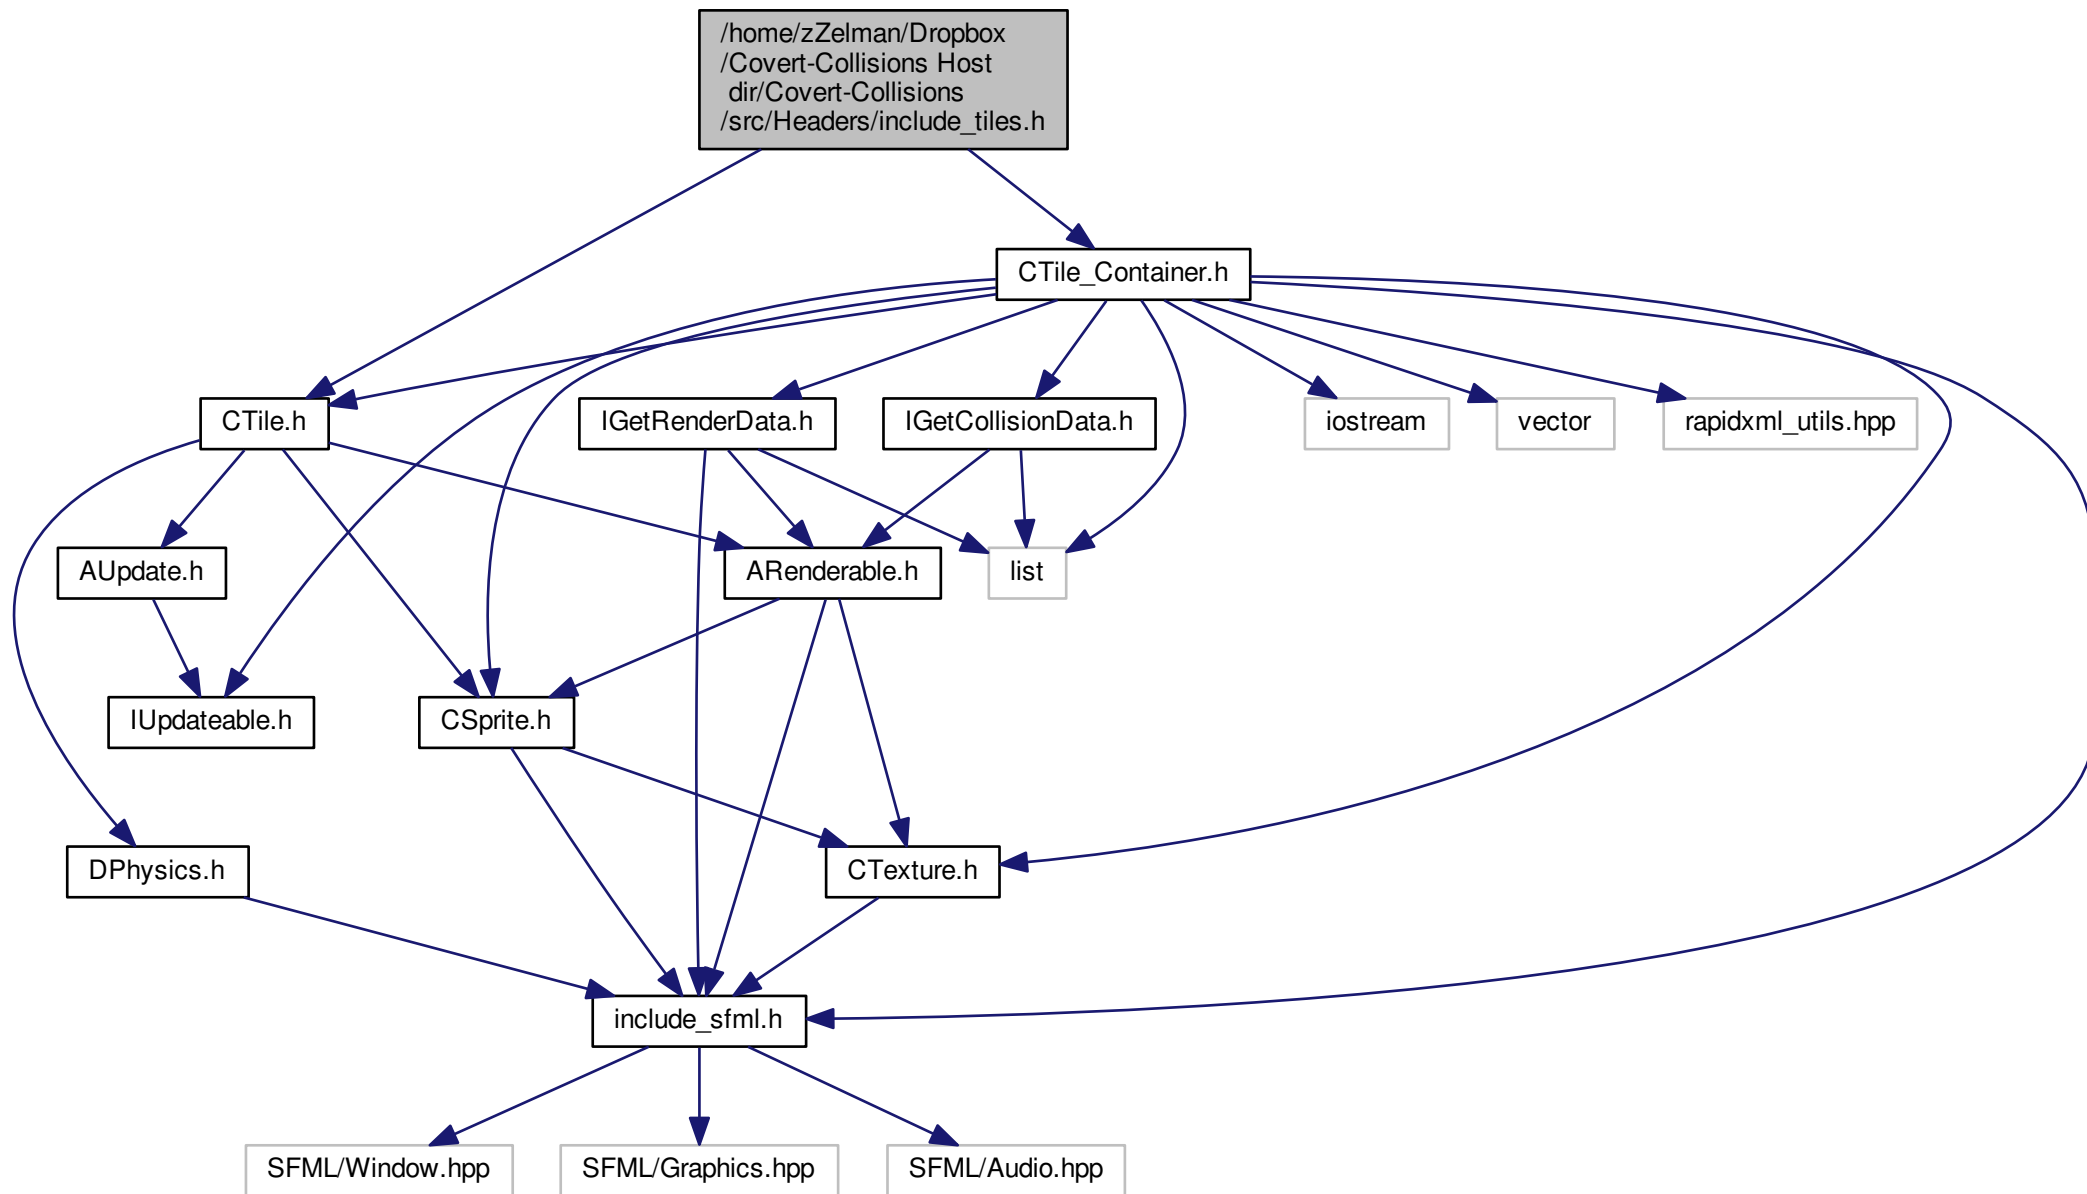 /home/zZelman/Dropbox
/Covert-Collisions Host
dir/Covert-Collisions
/src/Headers/include_tiles.h
CTile_Container.h
CTile.h
IGetRenderData.h
IGetCollisionData.h
iostream
vector
rapidxml_utils.hpp
AUpdate.h
ARenderable.h
list
IUpdateable.h
CSprite.h
DPhysics.h
CTexture.h
include_sfml.h
SFML/Window.hpp
SFML/Graphics.hpp
SFML/Audio.hpp